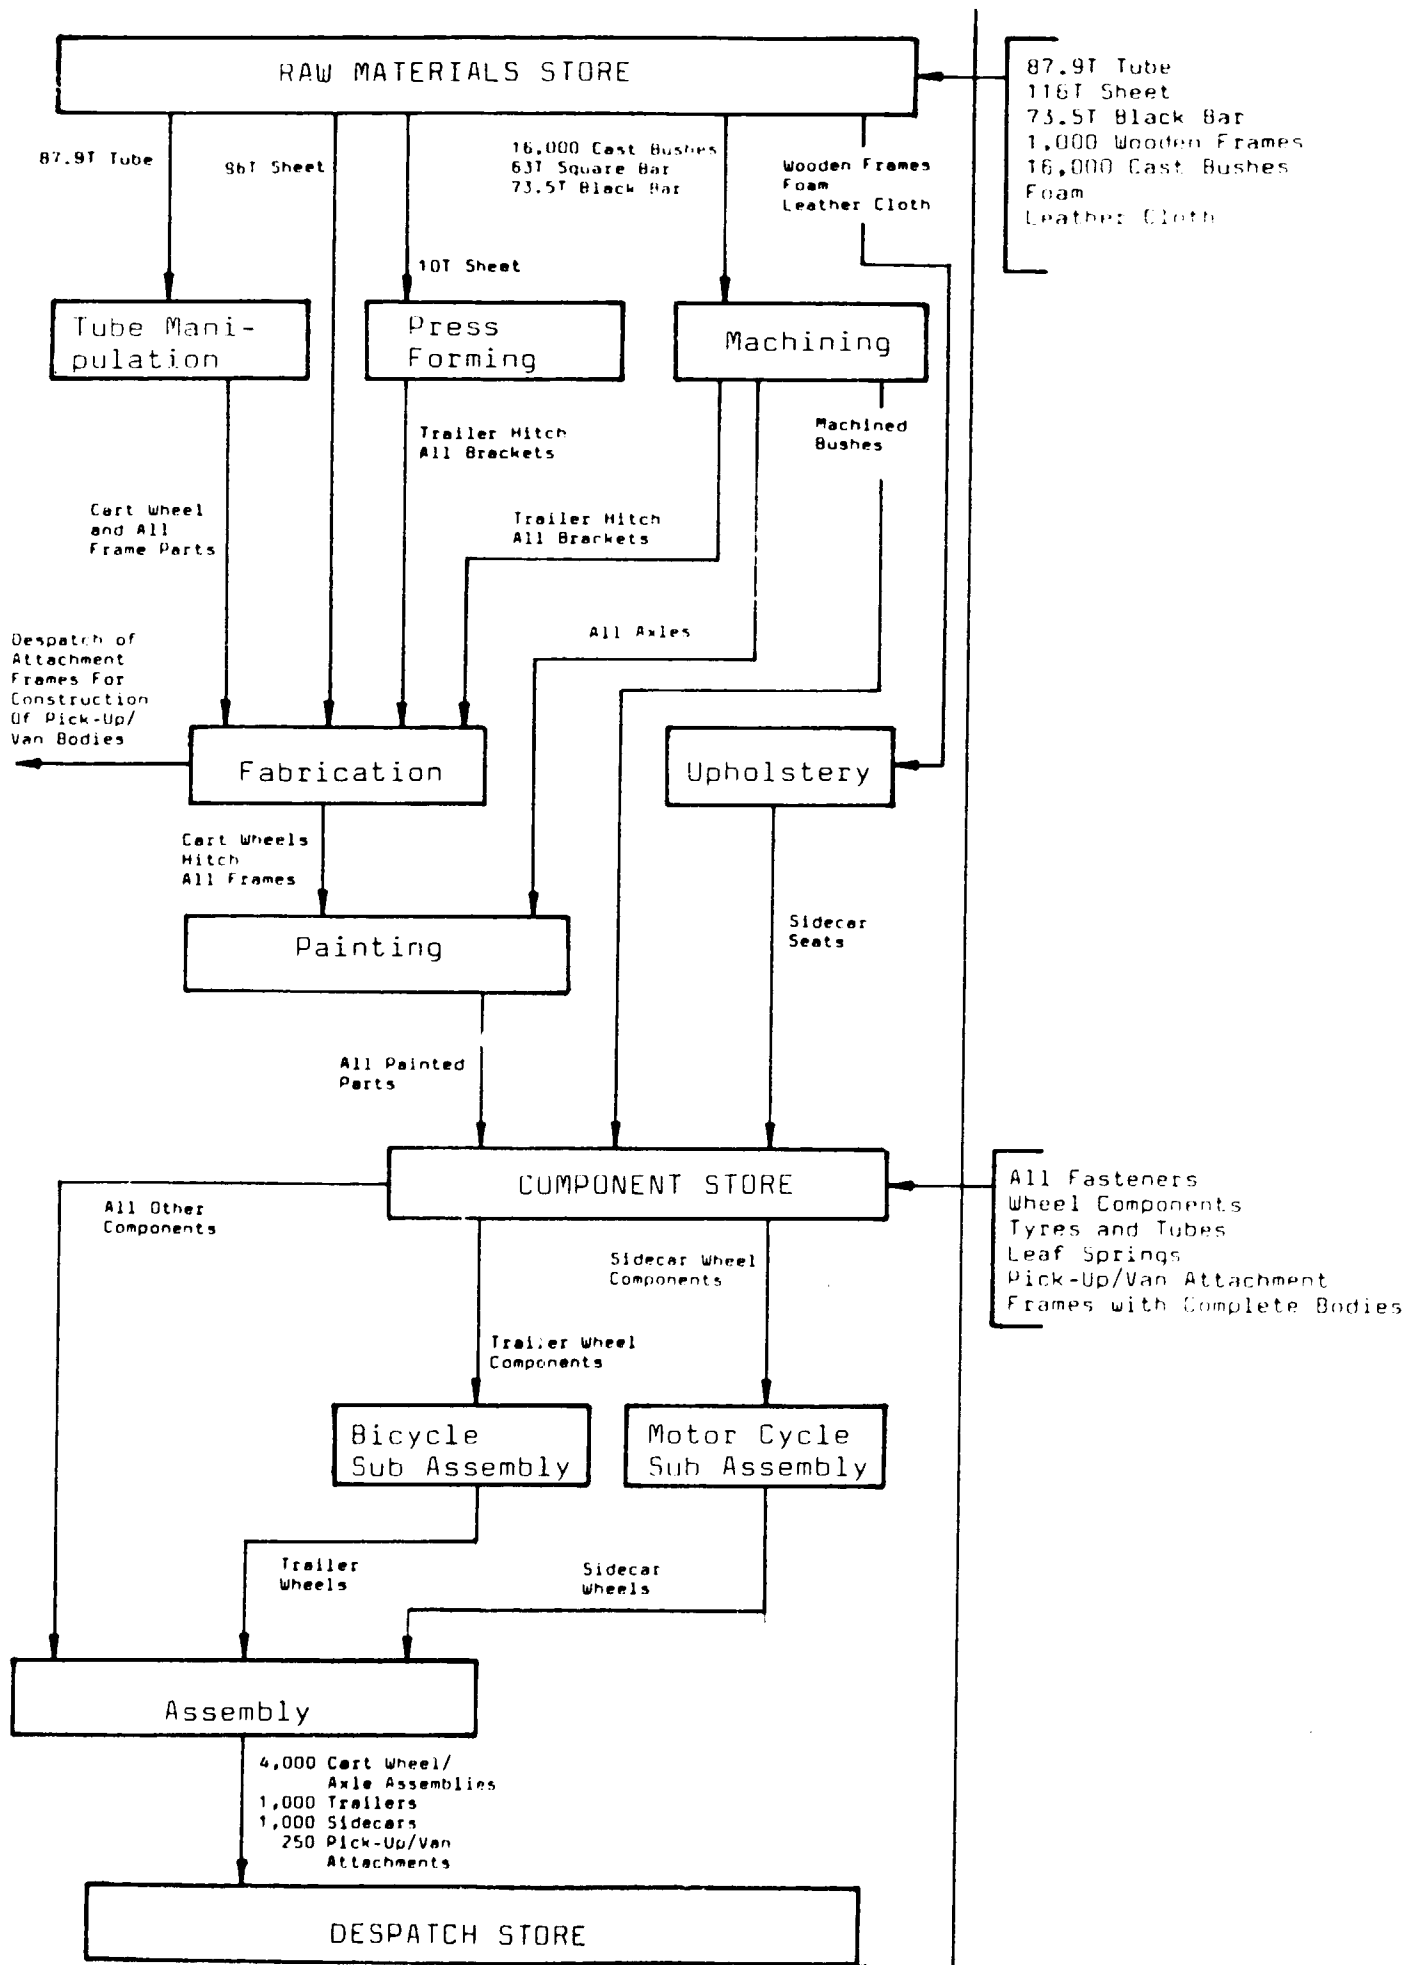 RAW MATERIALS STORE
87.9T Tube
116T Sheet
73.5T Black Bar
1,000 Wooden Frames
16,000 Cast Bushes
Foam
Leather Cloth
87.9T Tube
96T Sheet
16,000 Cast Bushes
63T Square Bar
73.5T Black Bar
Wooden Frames
Foam
Leather Cloth
10T Sheet
Tube Mani-
pulation
Press
Forming
Machining
Trailer Hitch
All Brackets
Machined
Bushes
Cart Wheel
and All
Frame Parts
Trailer Hitch
All Brackets
All Axles
Despatch of
Attachment
Frames For
Construction
Of Pick-Up/
Van Bodies
Fabrication
Upholstery
Cart Wheels
Hitch
All Frames
Painting
Sidecar
Seats
All Painted
Parts
COMPONENT STORE
All Fasteners
Wheel Components
Tyres and Tubes
Leaf Springs
Pick-Up/Van Attachment
Frames with Complete Bodies
All Other
Components
Sidecar Wheel
Components
Trailer Wheel
Components
Bicycle
Sub Assembly
Motor Cycle
Sub Assembly
Trailer
Wheels
Sidecar
Wheels
Assembly
4,000 Cart Wheel/
Axle Assemblies
1,000 Trailers
1,000 Sidecars
250 Pick-Up/Van
Attachments
DESPATCH STORE